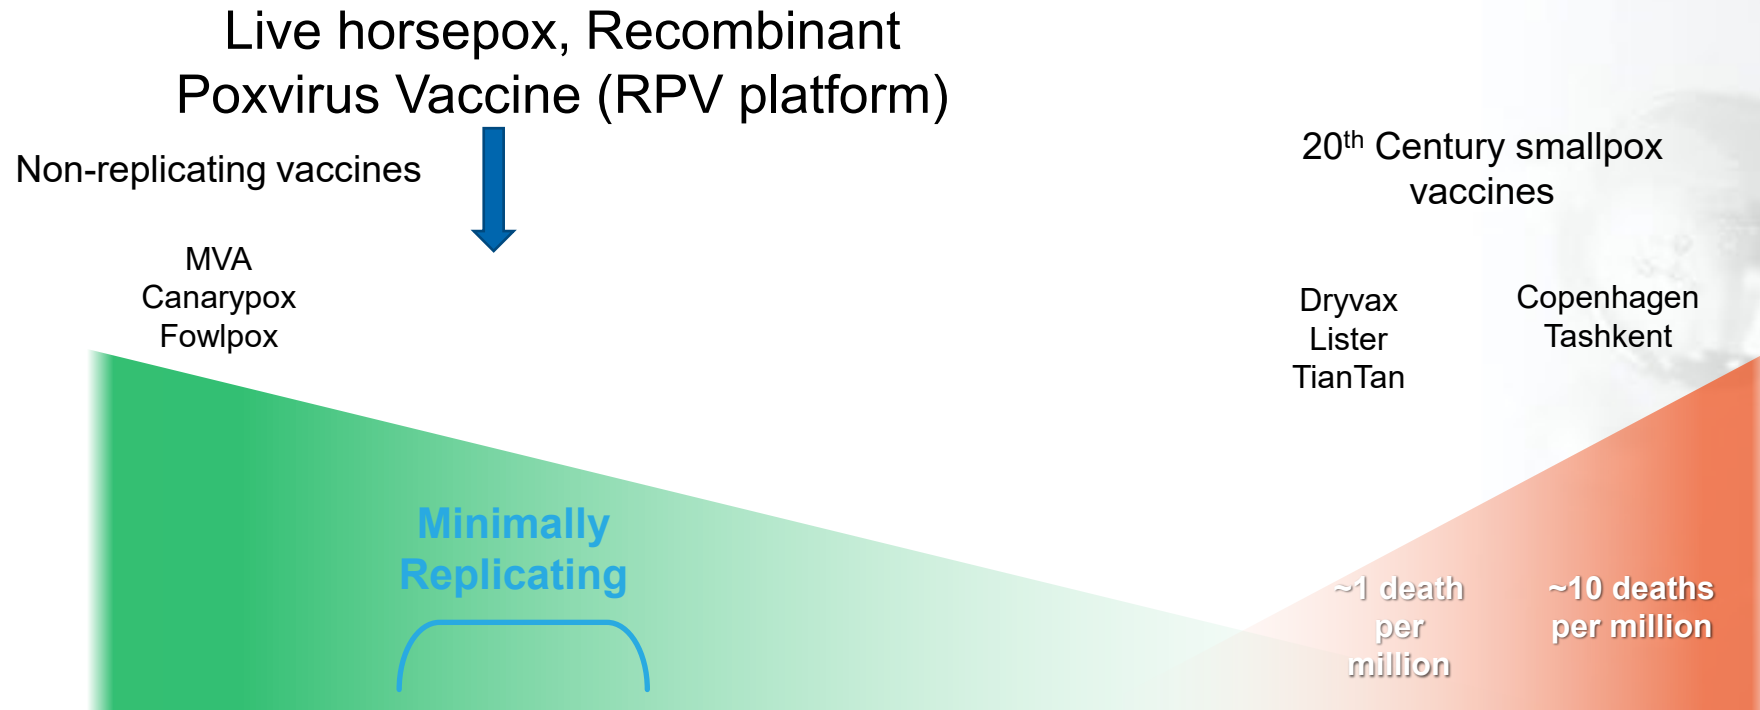 Live horsepox, Recombinant
Poxvirus Vaccine (RPV platform)
Non-replicating vaccines
MVA
Canarypox
Fowlpox
20th Century smallpox
vaccines
Dryvax
Lister
TianTan
Copenhagen
Tashkent
Minimally
Replicating
~1 death
per
million
~10 deaths
per million